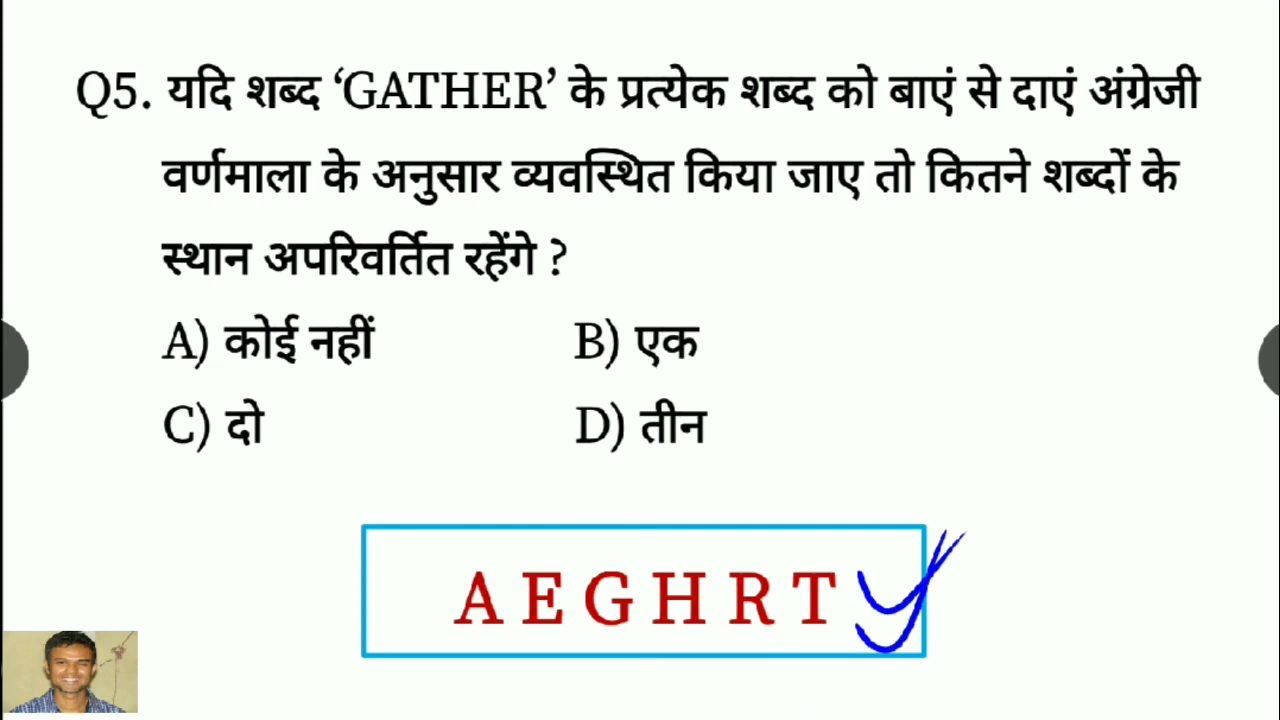 Q5. यदि शब्द ‘GATHER’ के प्रत्येक शब्द को बाएं से दाएं अंग्रेजी
वर्णमाला के अनुसार व्यवस्थित किया जाए तो कितने शब्दों के
स्थान अपरिवर्तित रहेंगे ?
A) कोई नहीं B) एक
C) दो D) तीन
A E G H R T